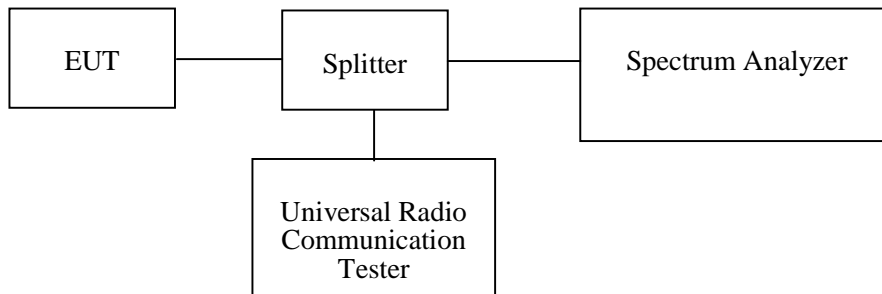 EUT
Splitter
Spectrum Analyzer
Universal Radio
Communication
Tester